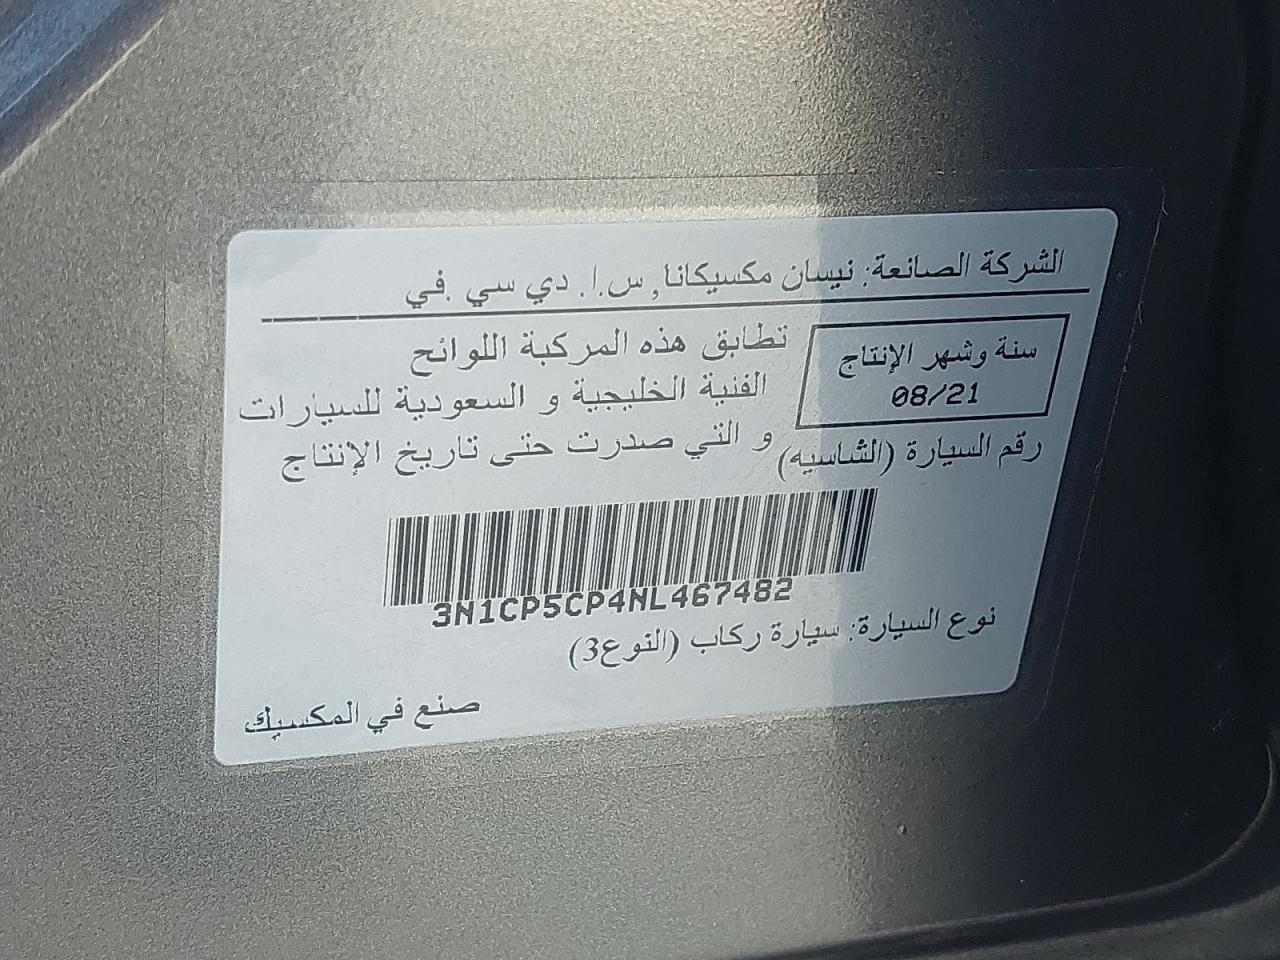 الشركة الصانعة: نيسان مكسيكانا, س.ا. دي سي .في
سنة وشهر الإنتاج
08/21
تطابق هذه المركبة اللوائح
الفنية الخليجية و السعودية للسيارات
و التي صدرت حتى تاريخ الإنتاج
رقم السيارة (الشاسيه)
3N1CP5CP4NL467482
نوع السيارة: سيارة ركاب (النوع3)
صنع في المكسيك